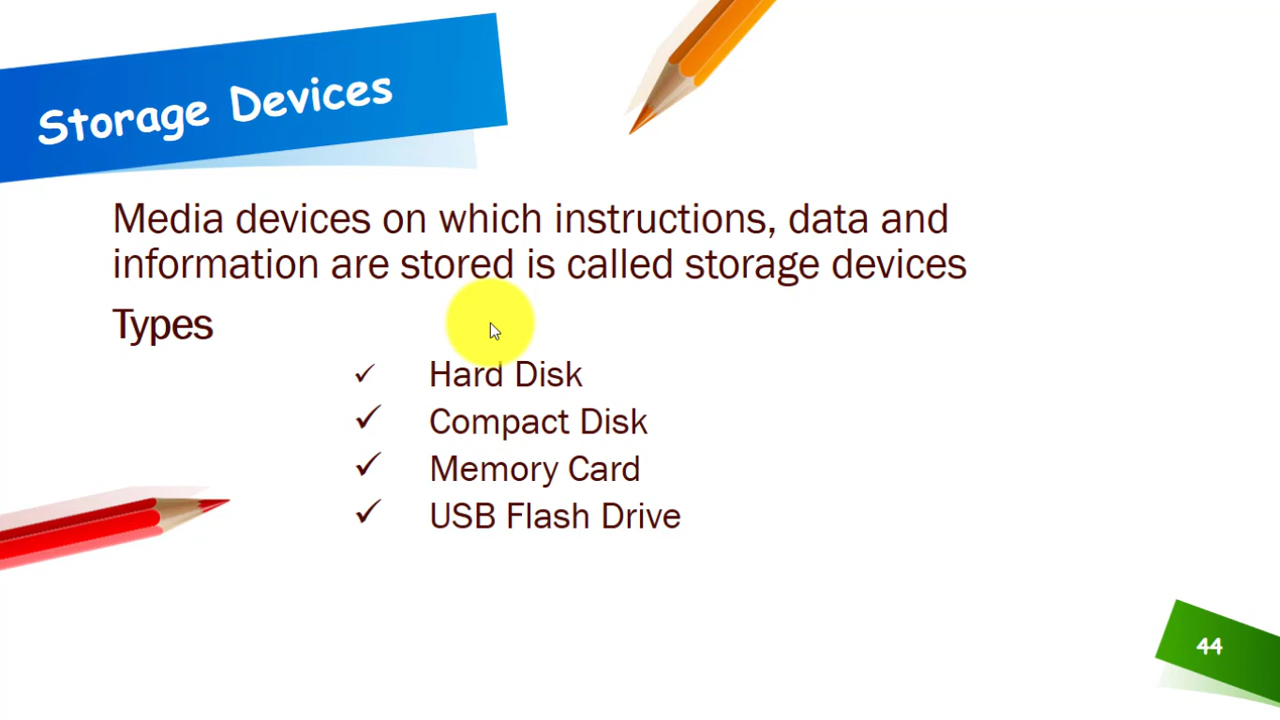 Storage Devices
Media devices on which instructions, data and
information are stored is called storage devices
Types
✓ Hard Disk
✓ Compact Disk
✓ Memory Card
✓ USB Flash Drive
44